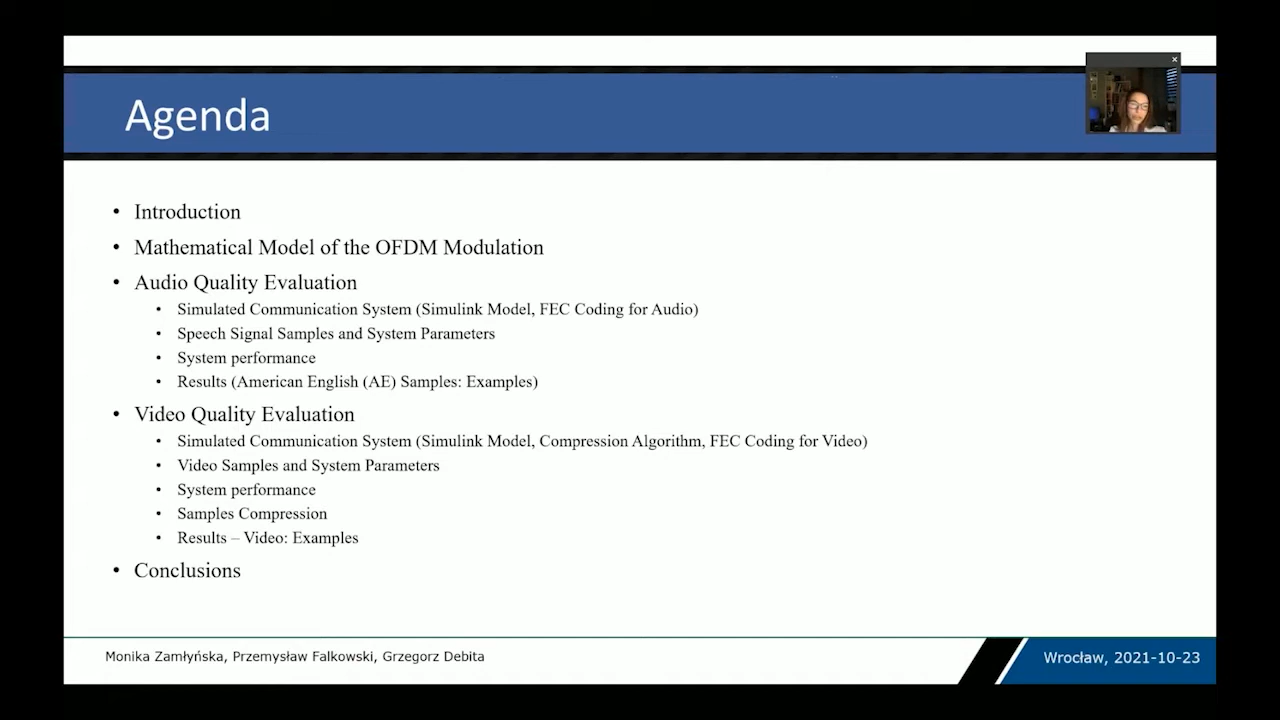 Agenda
• Introduction
• Mathematical Model of the OFDM Modulation
• Audio Quality Evaluation
• Simulated Communication System (Simulink Model, FEC Coding for Audio)
• Speech Signal Samples and System Parameters
• System performance
• Results (American English (AE) Samples: Examples)
• Video Quality Evaluation
• Simulated Communication System (Simulink Model, Compression Algorithm, FEC Coding for Video)
• Video Samples and System Parameters
• System performance
• Samples Compression
• Results – Video: Examples
• Conclusions
Monika Zamłyńska, Przemysław Falkowski, Grzegorz Debita
Wrocław, 2021-10-23